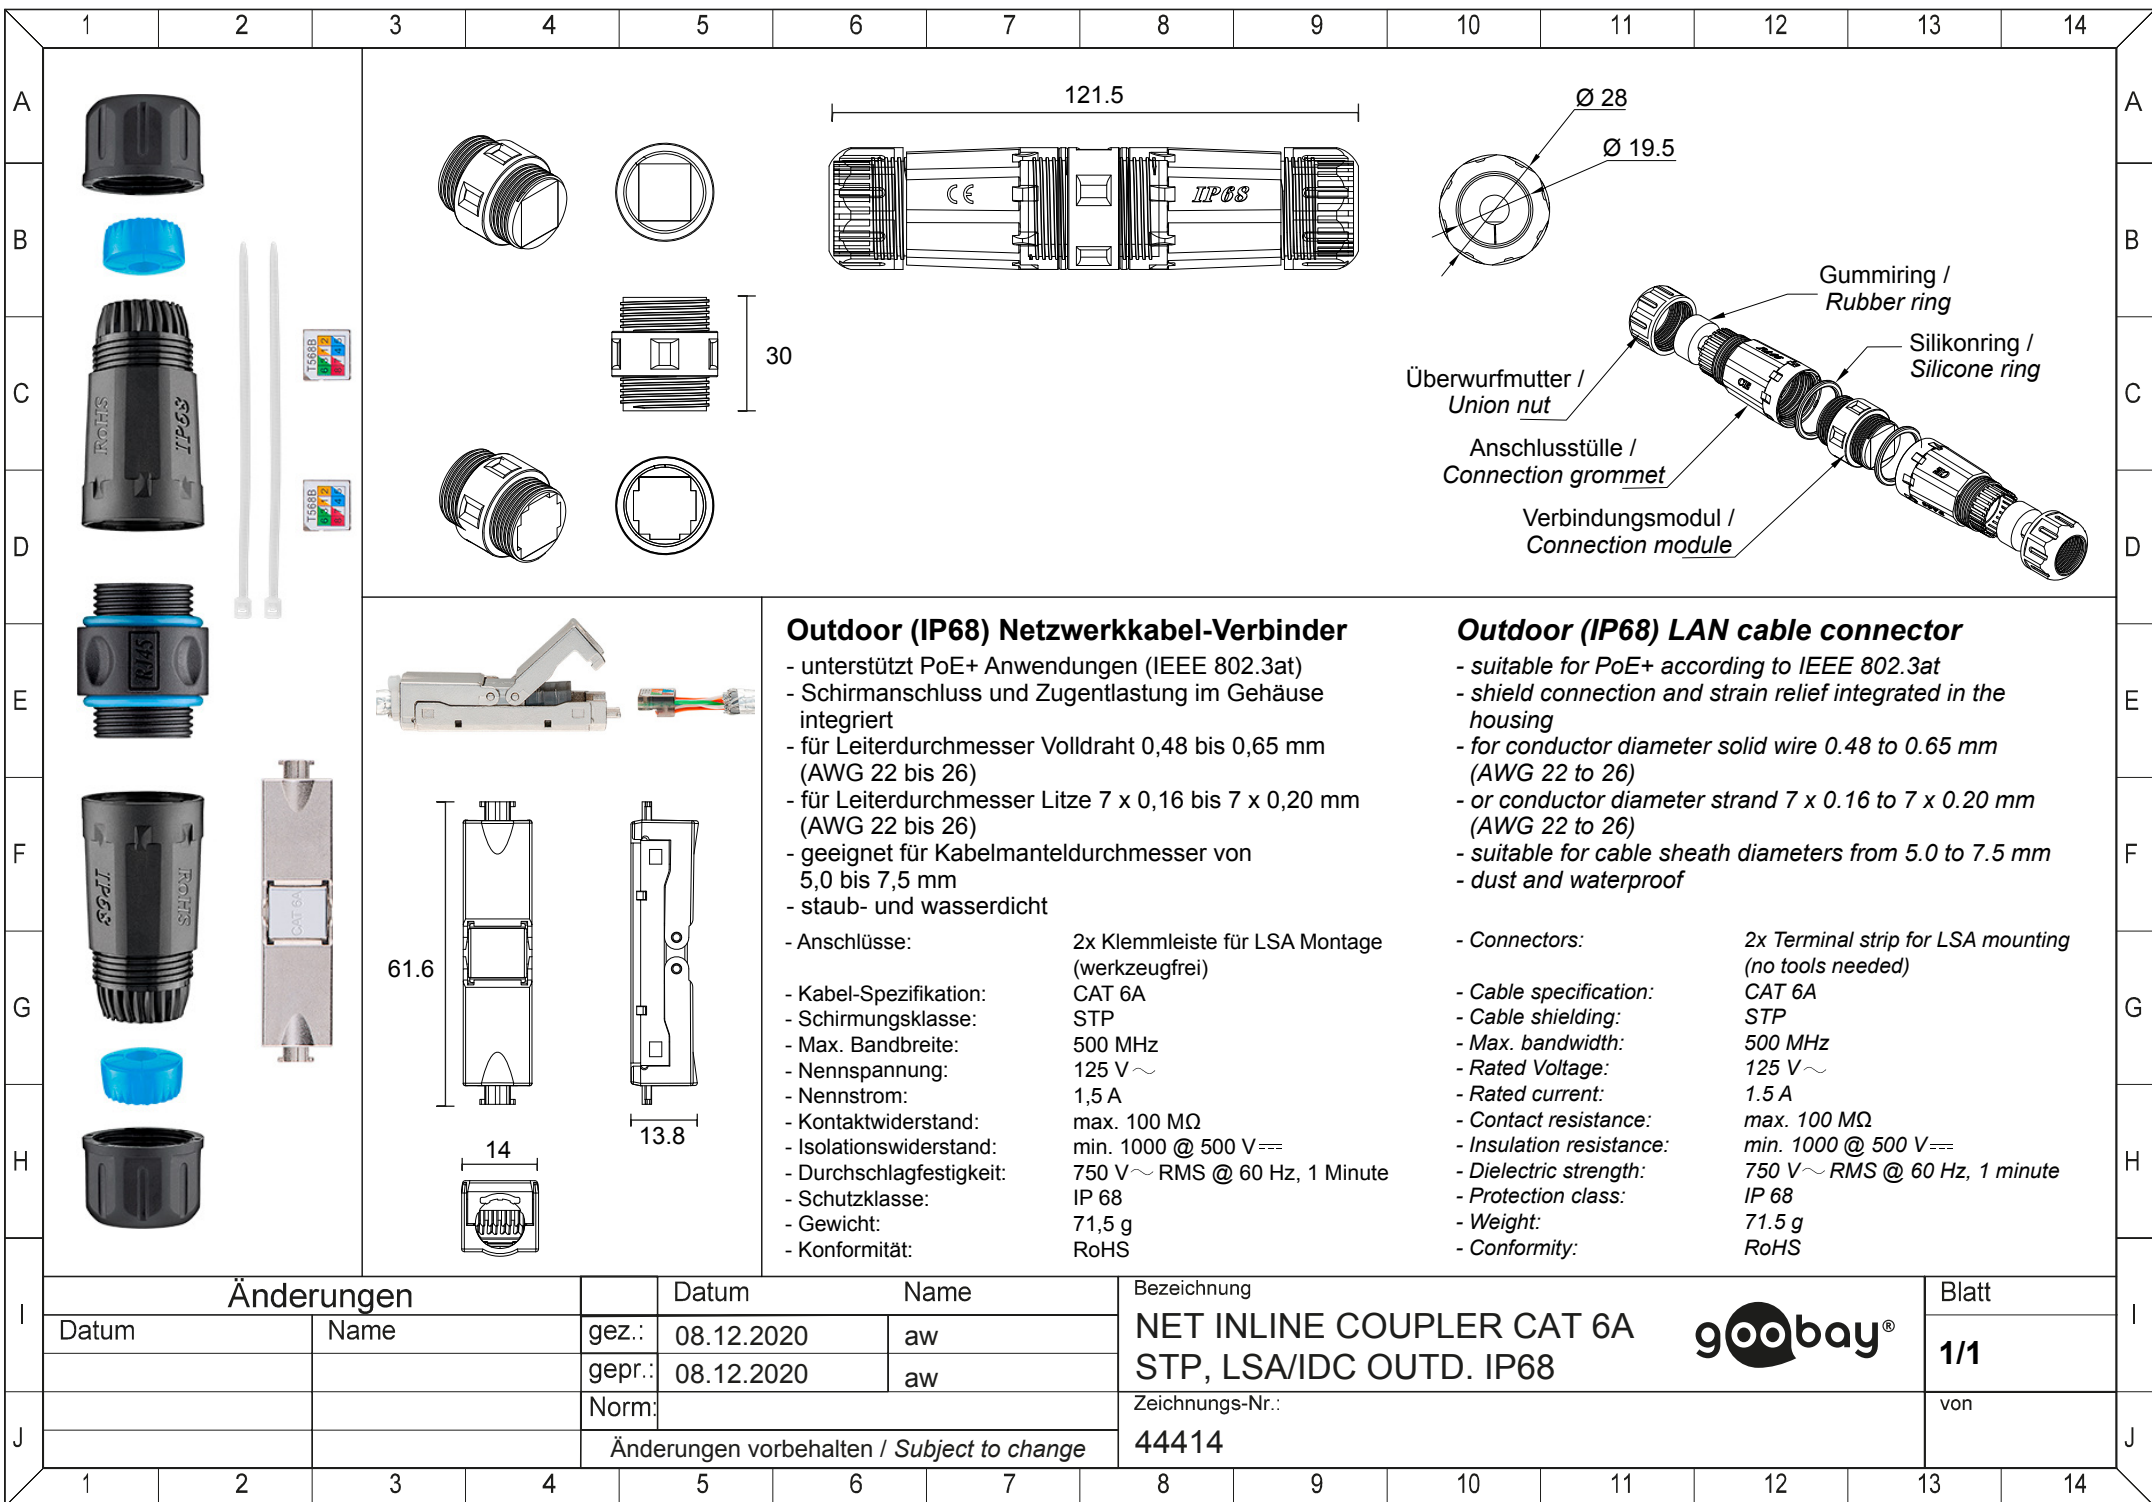 1 2 3 4 5 6 7 8 9 10 11 12 13 14
A A
B B
C C
D D
E E
F F
G G
H H
I I
J J
RoHS
IP68
T568B
T568B
RJ45
RoHS
IP68
CAT 6A
121.5
CE
IP68
Ø 28
Ø 19.5
30
Gummiring /
Rubber ring
Silikonring /
Silicone ring
Überwurfmutter /
Union nut
Anschlusstülle /
Connection grommet
Verbindungsmodul /
Connection module
61.6
13.8
14
Outdoor (IP68) Netzwerkkabel-Verbinder
- unterstützt PoE+ Anwendungen (IEEE 802.3at)
- Schirmanschluss und Zugentlastung im Gehäuse
integriert
- für Leiterdurchmesser Volldraht 0,48 bis 0,65 mm
(AWG 22 bis 26)
- für Leiterdurchmesser Litze 7 x 0,16 bis 7 x 0,20 mm
(AWG 22 bis 26)
- geeignet für Kabelmanteldurchmesser von
5,0 bis 7,5 mm
- staub- und wasserdicht
- Anschlüsse: 2x Klemmleiste für LSA Montage
(werkzeugfrei)
- Kabel-Spezifikation: CAT 6A
- Schirmungsklasse: STP
- Max. Bandbreite: 500 MHz
- Nennspannung: 125 V ~
- Nennstrom: 1,5 A
- Kontaktwiderstand: max. 100 MΩ
- Isolationswiderstand: min. 1000 @ 500 V ⎓
- Durchschlagfestigkeit: 750 V ~ RMS @ 60 Hz, 1 Minute
- Schutzklasse: IP 68
- Gewicht: 71,5 g
- Konformität: RoHS
Outdoor (IP68) LAN cable connector
- suitable for PoE+ according to IEEE 802.3at
- shield connection and strain relief integrated in the
housing
- for conductor diameter solid wire 0.48 to 0.65 mm
(AWG 22 to 26)
- or conductor diameter strand 7 x 0.16 to 7 x 0.20 mm
(AWG 22 to 26)
- suitable for cable sheath diameters from 5.0 to 7.5 mm
- dust and waterproof
- Connectors: 2x Terminal strip for LSA mounting
(no tools needed)
- Cable specification: CAT 6A
- Cable shielding: STP
- Max. bandwidth: 500 MHz
- Rated Voltage: 125 V ~
- Rated current: 1.5 A
- Contact resistance: max. 100 MΩ
- Insulation resistance: min. 1000 @ 500 V ⎓
- Dielectric strength: 750 V ~ RMS @ 60 Hz, 1 minute
- Protection class: IP 68
- Weight: 71.5 g
- Conformity: RoHS
Änderungen
Datum Name
Datum Name
gez.: 08.12.2020 aw
gepr.: 08.12.2020 aw
Norm:
Änderungen vorbehalten / Subject to change
Bezeichnung
NET INLINE COUPLER CAT 6A
STP, LSA/IDC OUTD. IP68
goobay®
Zeichnungs-Nr.:
44414
Blatt
1/1
von
1 2 3 4 5 6 7 8 9 10 11 12 13 14